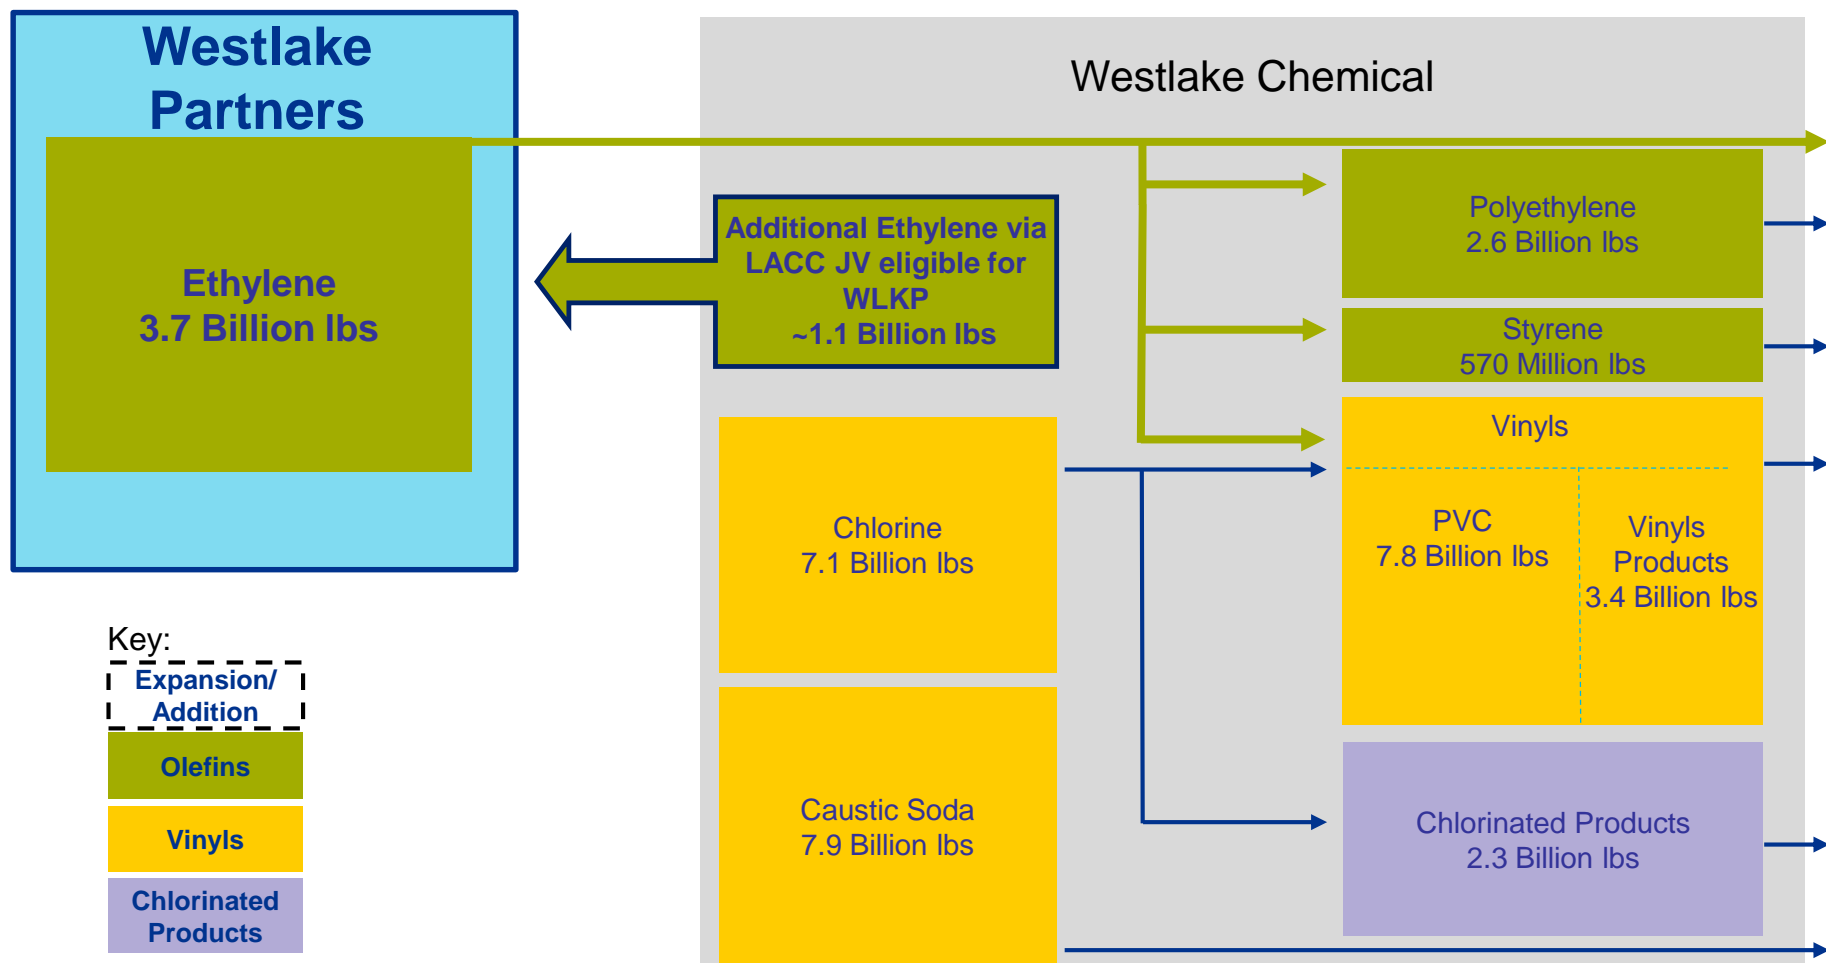 Westlake
Partners
Ethylene
3.7 Billion lbs
Westlake Chemical
Additional Ethylene via
LACC JV eligible for
WLKP
~1.1 Billion lbs
Polyethylene
2.6 Billion lbs
Styrene
570 Million lbs
Vinyls
PVC
7.8 Billion lbs
Vinyls
Products
3.4 Billion lbs
Chlorine
7.1 Billion lbs
Caustic Soda
7.9 Billion lbs
Chlorinated Products
2.3 Billion lbs
Key:
Expansion/
Addition
Olefins
Vinyls
Chlorinated
Products